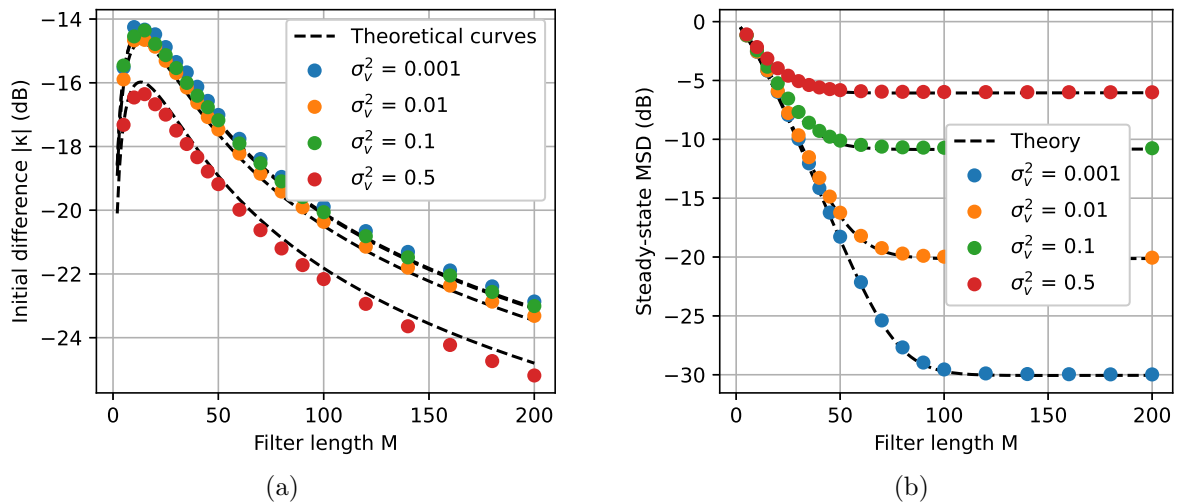 −14
−16
−18
−20
−22
−24
Initial difference |κ| (dB)
0
50
100
150
200
Filter length M
Theoretical curves
σ_v^2 = 0.001
σ_v^2 = 0.01
σ_v^2 = 0.1
σ_v^2 = 0.5
(a)
0
−5
−10
−15
−20
−25
−30
Steady-state MSD (dB)
0
50
100
150
200
Filter length M
Theory
σ_v^2 = 0.001
σ_v^2 = 0.01
σ_v^2 = 0.1
σ_v^2 = 0.5
(b)